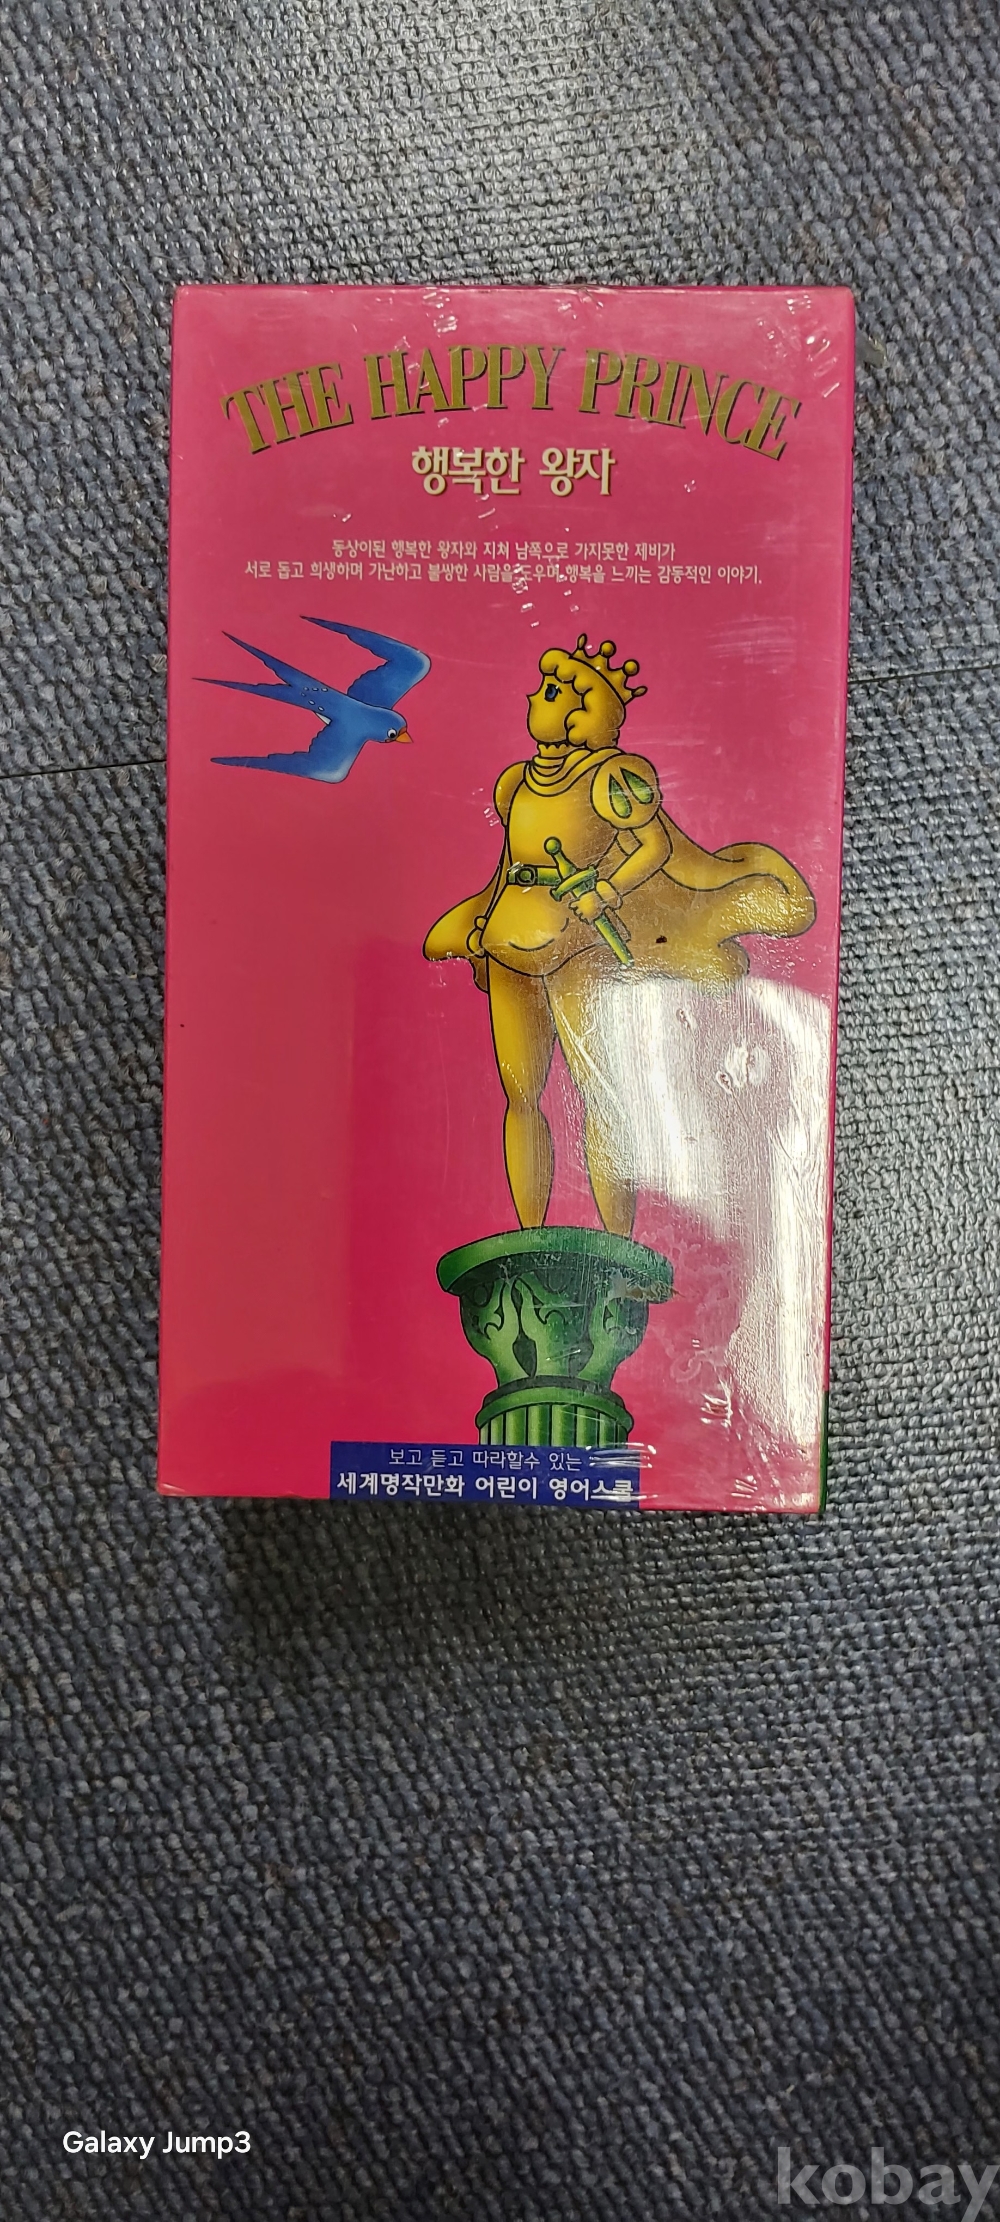 THE HAPPY PRINCE
행복한 왕자
동상이된 행복한 왕자와 지쳐 남쪽으로 가지못한 제비가
서로 돕고 희생하며 가난하고 불쌍한 사람을 도우며 행복을 느끼는 감동적인 이야기.
보고 듣고 따라할수 있는
세계명작만화 어린이 영어스쿨
Galaxy Jump3
kobay